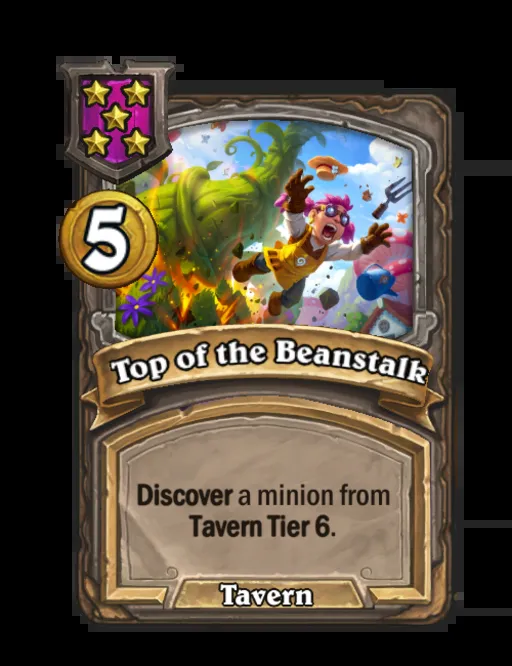 5
Top of the Beanstalk
Discover a minion from
Tavern Tier 6.
Tavern